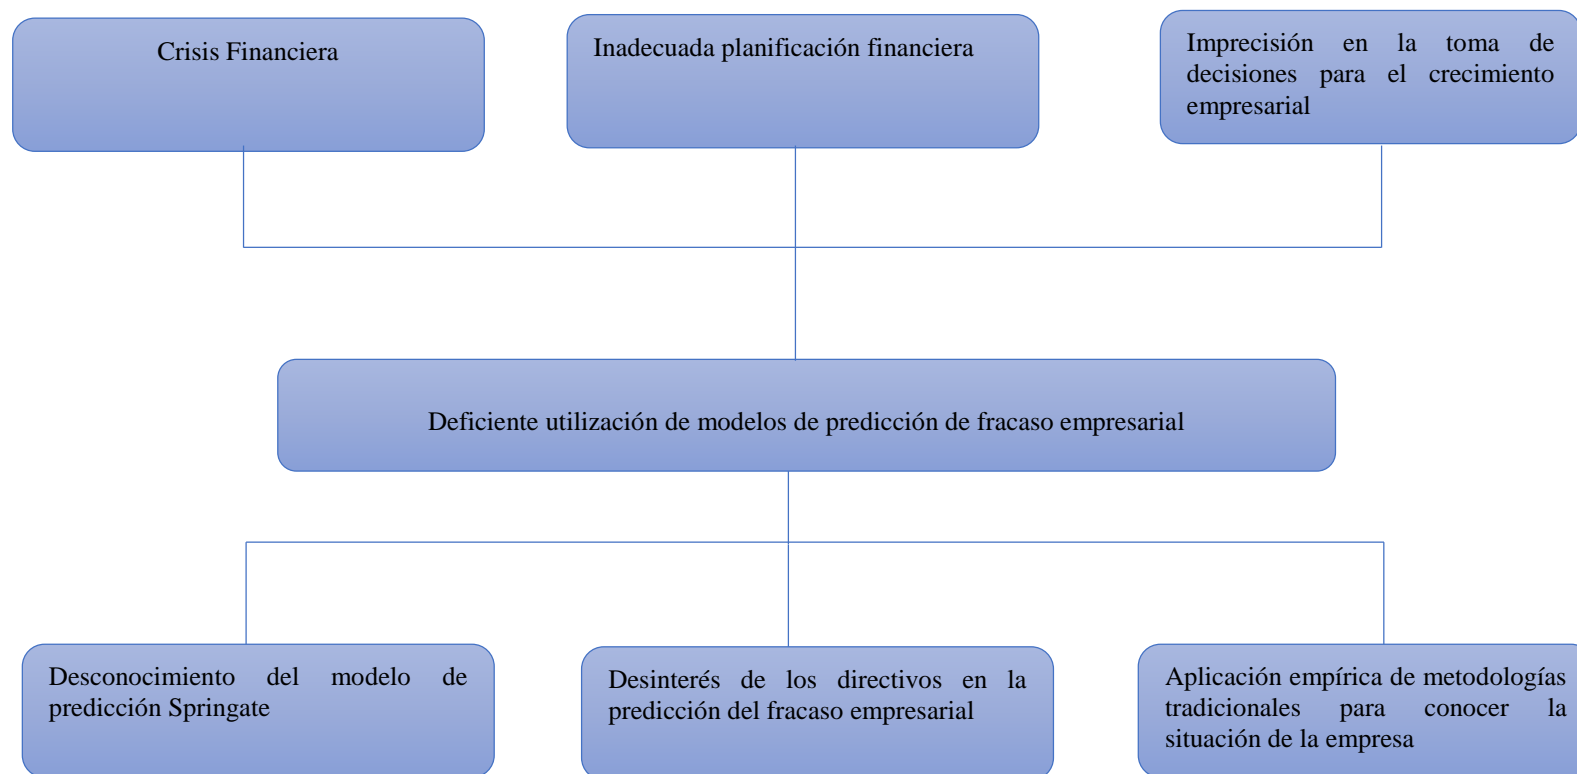 Crisis Financiera
Inadecuada planificación financiera
Imprecisión en la toma de
decisiones para el crecimiento
empresarial
Deficiente utilización de modelos de predicción de fracaso empresarial
Desconocimiento del modelo de
predicción Springate
Desinterés de los directivos en la
predicción del fracaso empresarial
Aplicación empírica de metodologías
tradicionales para conocer la
situación de la empresa